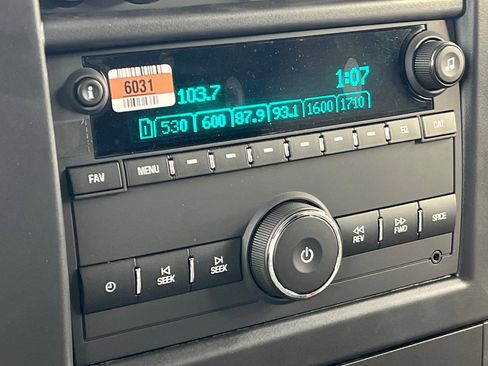 6031
103.7
1:07
1 530 600 87.9 93.1 1600 1710
FAV MENU EQ CAT
REV FWD SRCE
SEEK SEEK